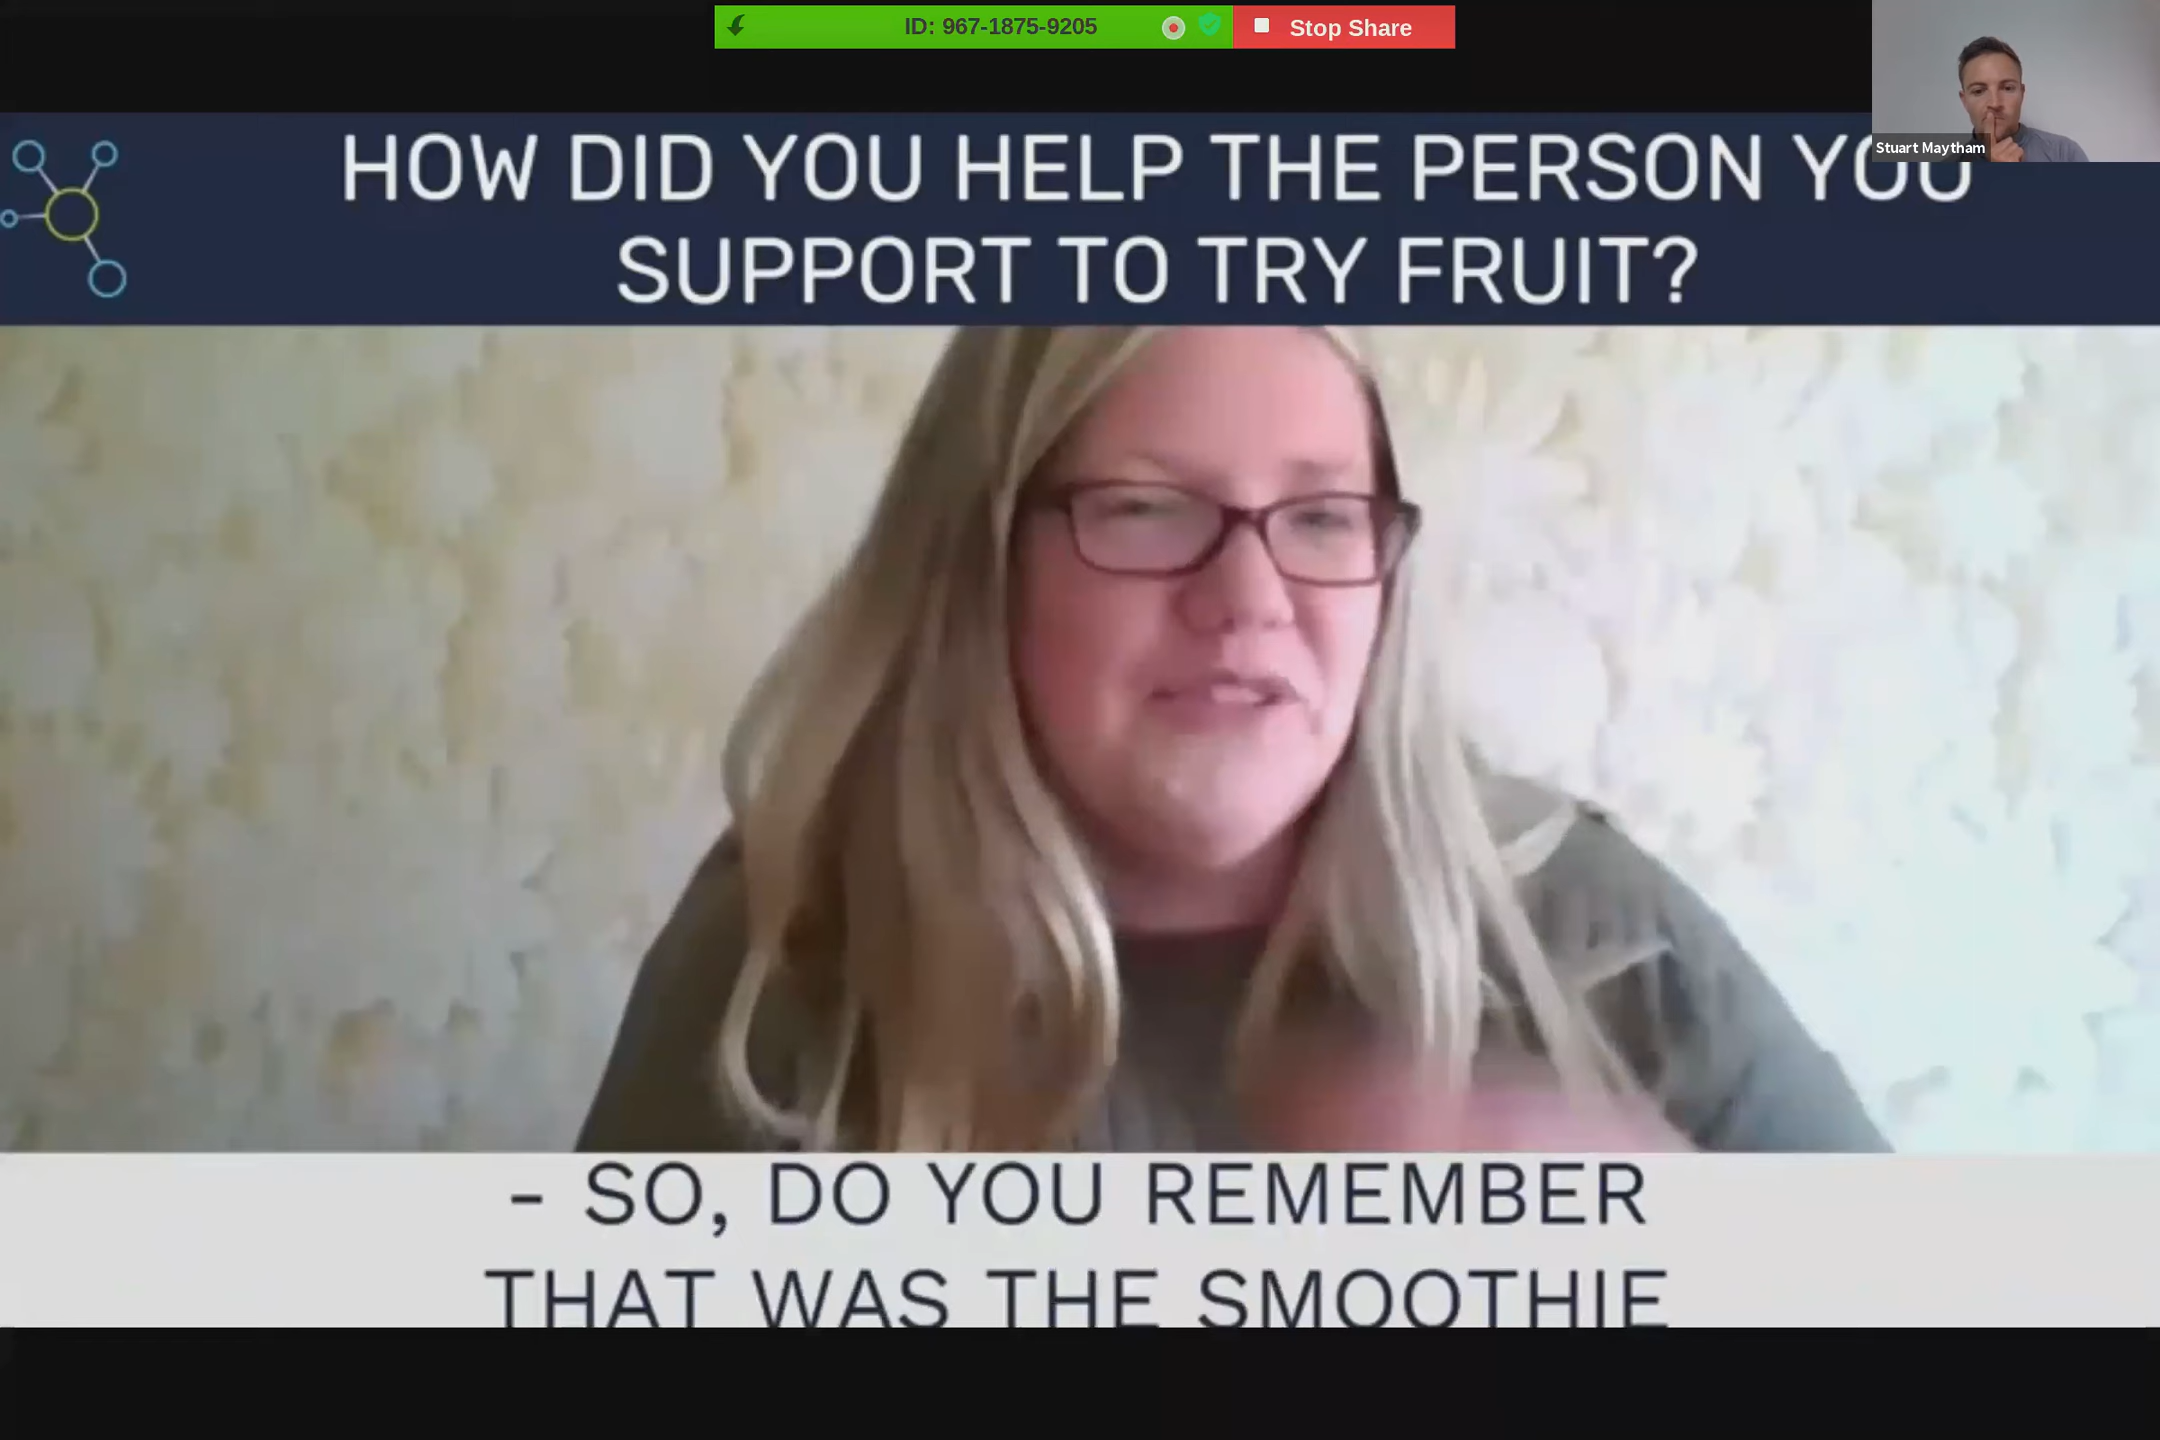 ID: 967-1875-9205
Stop Share
Stuart Maytham
HOW DID YOU HELP THE PERSON YOU
SUPPORT TO TRY FRUIT?
- SO, DO YOU REMEMBER
THAT WAS THE SMOOTHIE